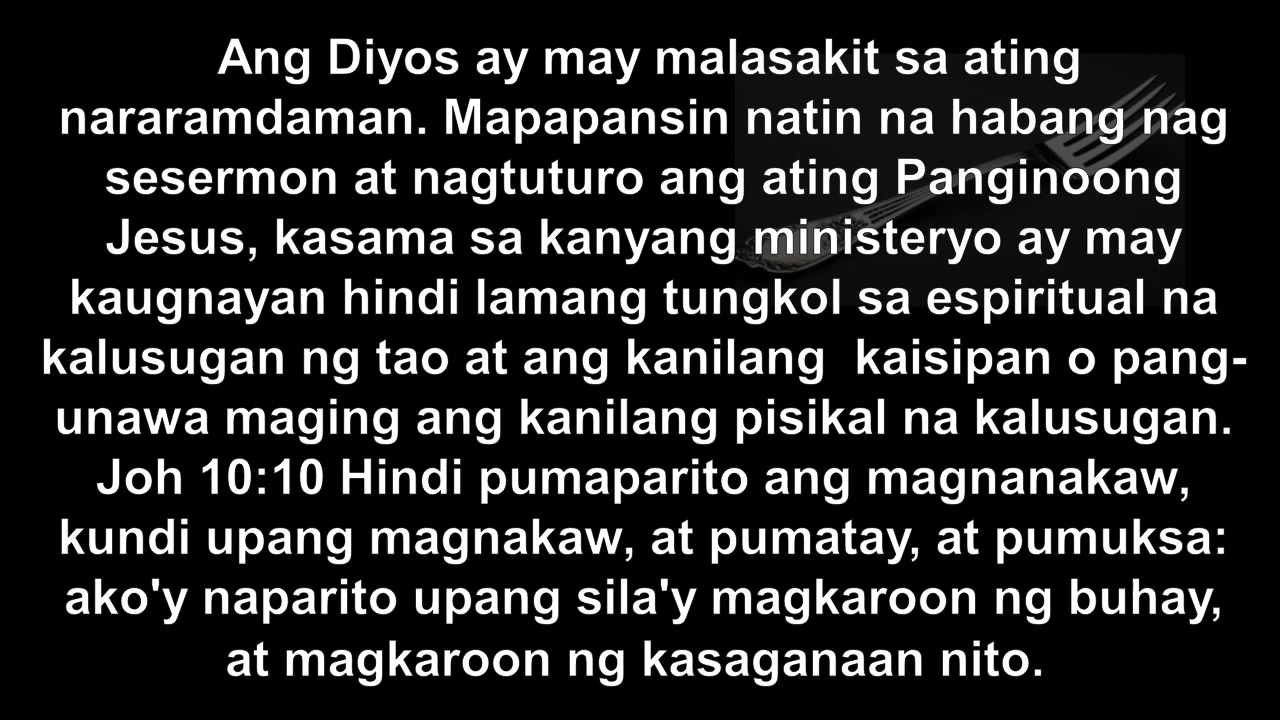 Ang Diyos ay may malasakit sa ating
nararamdaman. Mapapansin natin na habang nag
sesermon at nagtuturo ang ating Panginoong
Jesus, kasama sa kanyang ministeryo ay may
kaugnayan hindi lamang tungkol sa espiritual na
kalusugan ng tao at ang kanilang  kaisipan o pang-
unawa maging ang kanilang pisikal na kalusugan.
Joh 10:10 Hindi pumaparito ang magnanakaw,
kundi upang magnakaw, at pumatay, at pumuksa:
ako'y naparito upang sila'y magkaroon ng buhay,
at magkaroon ng kasaganaan nito.